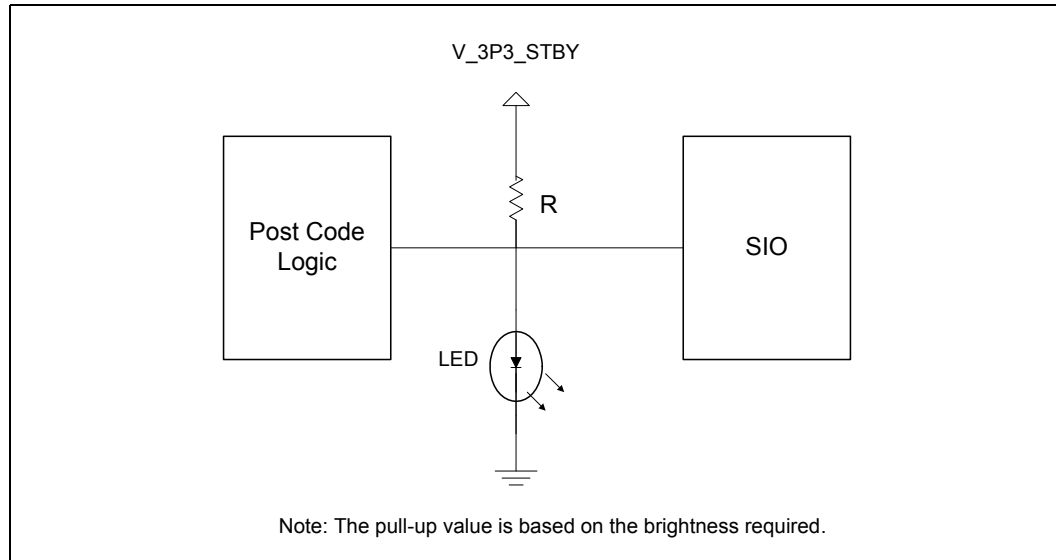 V_3P3_STBY
R
Post Code
Logic
SIO
LED
Note: The pull-up value is based on the brightness required.